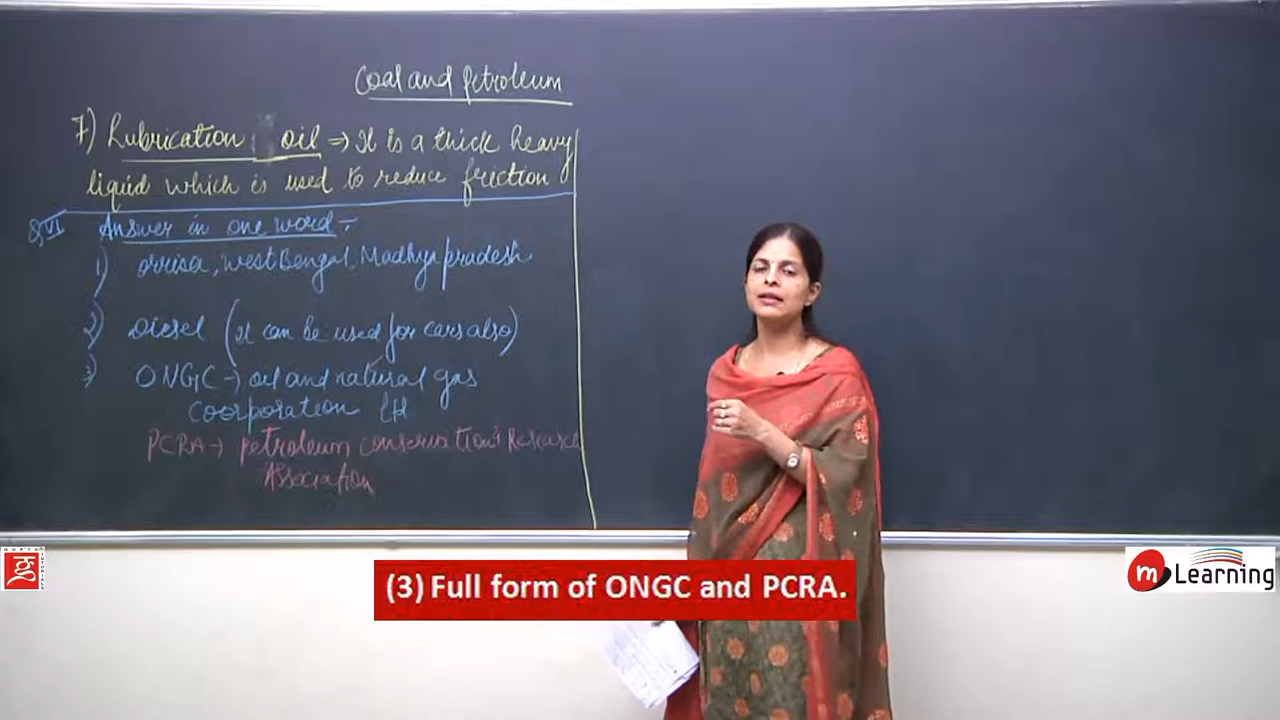 Coal and Petroleum
7) Lubrication oil ⇒ It is a thick heavy
liquid which is used to reduce friction
Q VI Answer in one word :-
1) orrisa, west Bengal, Madhya pradesh.
2) Diesel (it can be used for cars also)
3) ONGC → oil and natural gas
coorporation ltd.
PCRA → petroleum conservation Research
Association
GUPTA TUTORIALS
(3) Full form of ONGC and PCRA.
m Learning